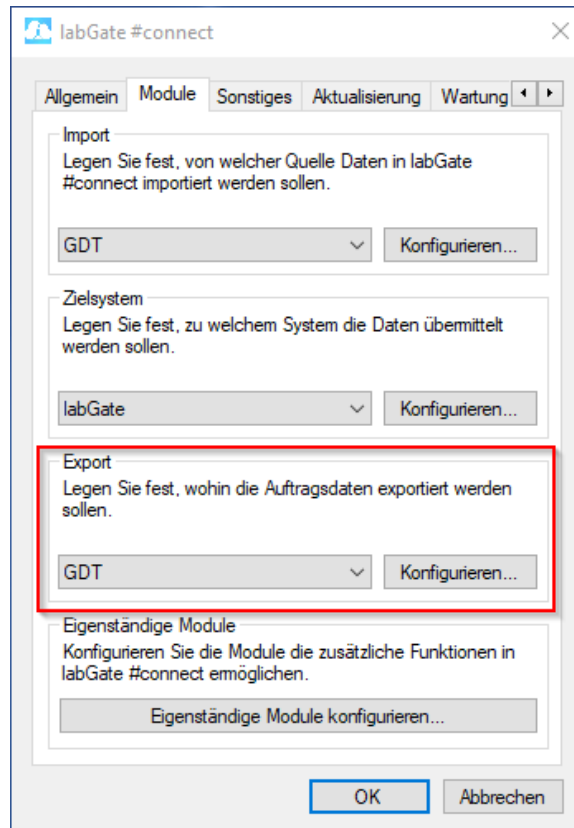 labGate #connect
Allgemein Module Sonstiges Aktualisierung Wartung
Import
Legen Sie fest, von welcher Quelle Daten in labGate
#connect importiert werden sollen.
GDT Konfigurieren...
Zielsystem
Legen Sie fest, zu welchem System die Daten übermittelt
werden sollen.
labGate Konfigurieren...
Export
Legen Sie fest, wohin die Auftragsdaten exportiert werden
sollen.
GDT Konfigurieren...
Eigenständige Module
Konfigurieren Sie die Module die zusätzliche Funktionen in
labGate #connect ermöglichen.
Eigenständige Module konfigurieren...
OK Abbrechen